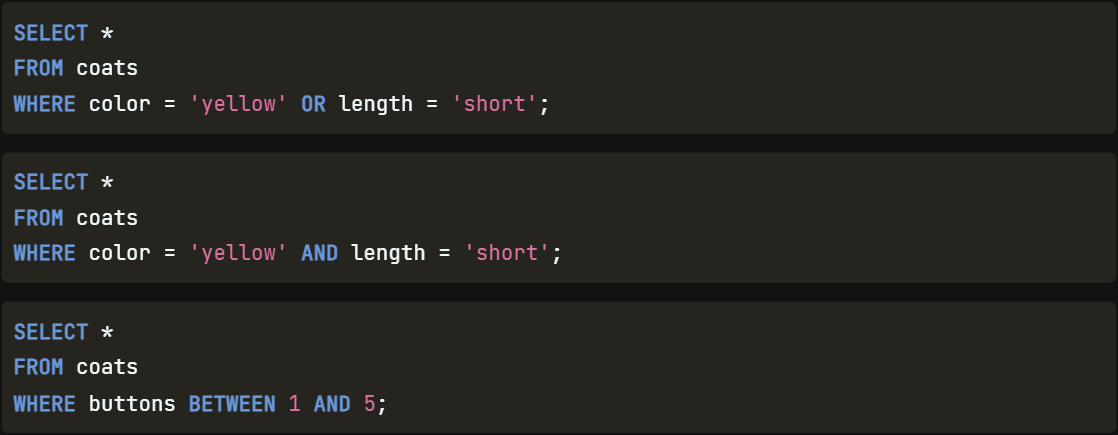 SELECT *
FROM coats
WHERE color = 'yellow' OR length = 'short';
SELECT *
FROM coats
WHERE color = 'yellow' AND length = 'short';
SELECT *
FROM coats
WHERE buttons BETWEEN 1 AND 5;